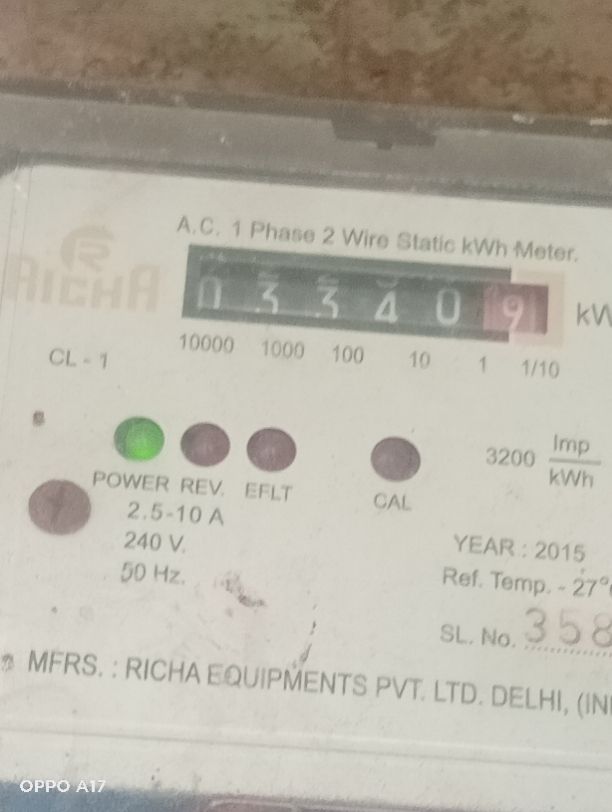 A.C. 1 Phase 2 Wire Static kWh Meter.
RICHA
0 3 3 4 0 9 kW
10000 1000 100 10 1 1/10
CL - 1
3200 Imp
kWh
POWER REV. EFLT CAL
2.5-10 A
240 V.
50 Hz.
YEAR : 2015
Ref. Temp. - 27°
SL. No. 358
MFRS. : RICHA EQUIPMENTS PVT. LTD. DELHI, (IN
OPPO A17